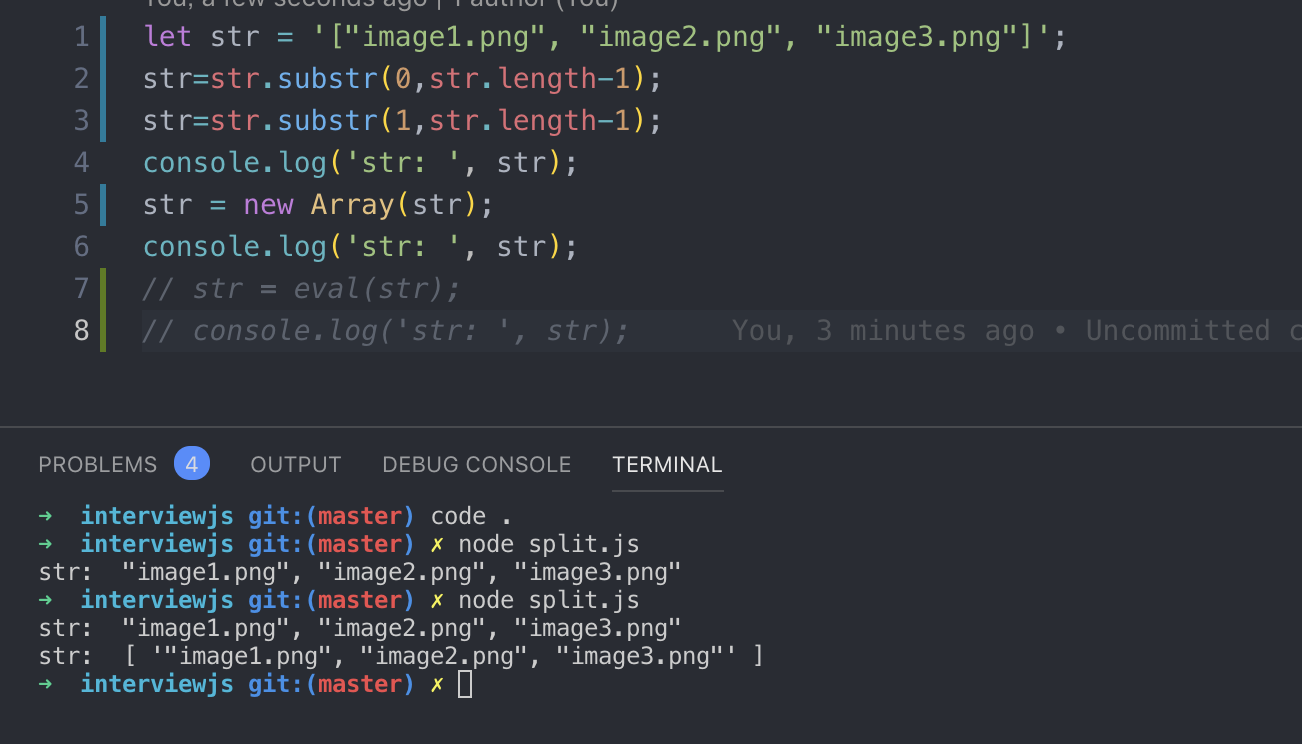 You, a few seconds ago | 1 author (You)
1 let str = '["image1.png", "image2.png", "image3.png"]';
2 str=str.substr(0,str.length-1);
3 str=str.substr(1,str.length-1);
4 console.log('str: ', str);
5 str = new Array(str);
6 console.log('str: ', str);
7 // str = eval(str);
8 // console.log('str: ', str); You, 3 minutes ago • Uncommitted
PROBLEMS 4 OUTPUT DEBUG CONSOLE TERMINAL
➜ interviewjs git:(master) code .
➜ interviewjs git:(master) ✗ node split.js
str: "image1.png", "image2.png", "image3.png"
➜ interviewjs git:(master) ✗ node split.js
str: "image1.png", "image2.png", "image3.png"
str: [ '"image1.png", "image2.png", "image3.png"' ]
➜ interviewjs git:(master) ✗